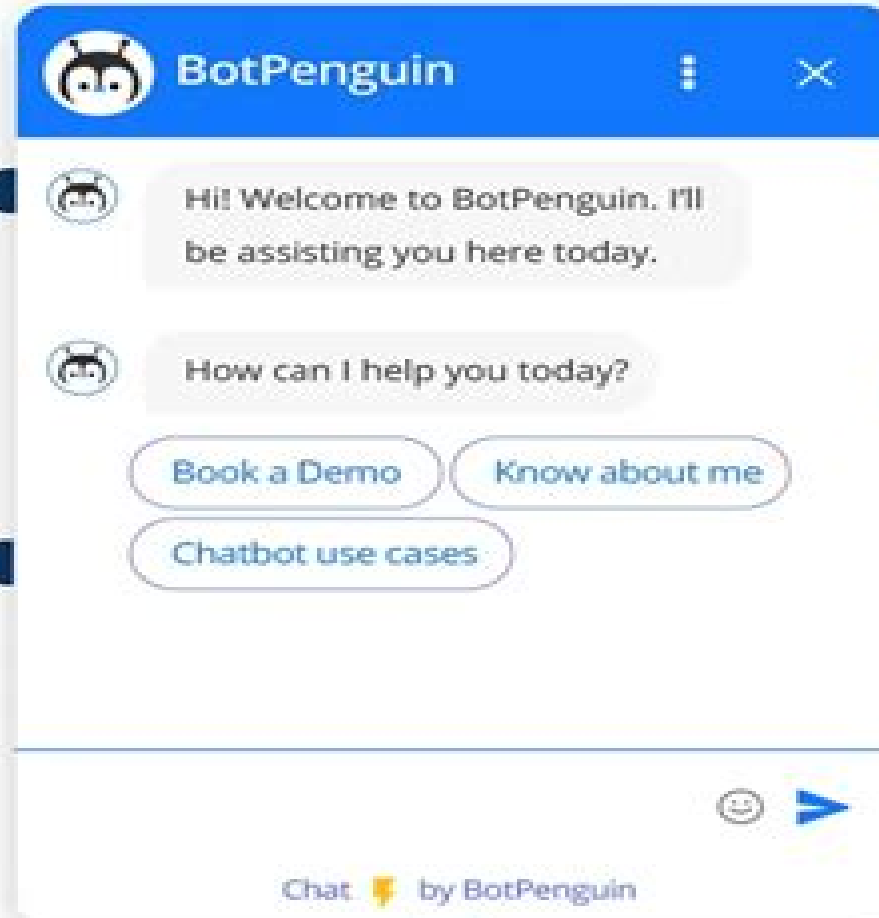 BotPenguin
Hi! Welcome to BotPenguin. I'll
be assisting you here today.
How can I help you today?
Book a Demo Know about me
Chatbot use cases
Chat by BotPenguin